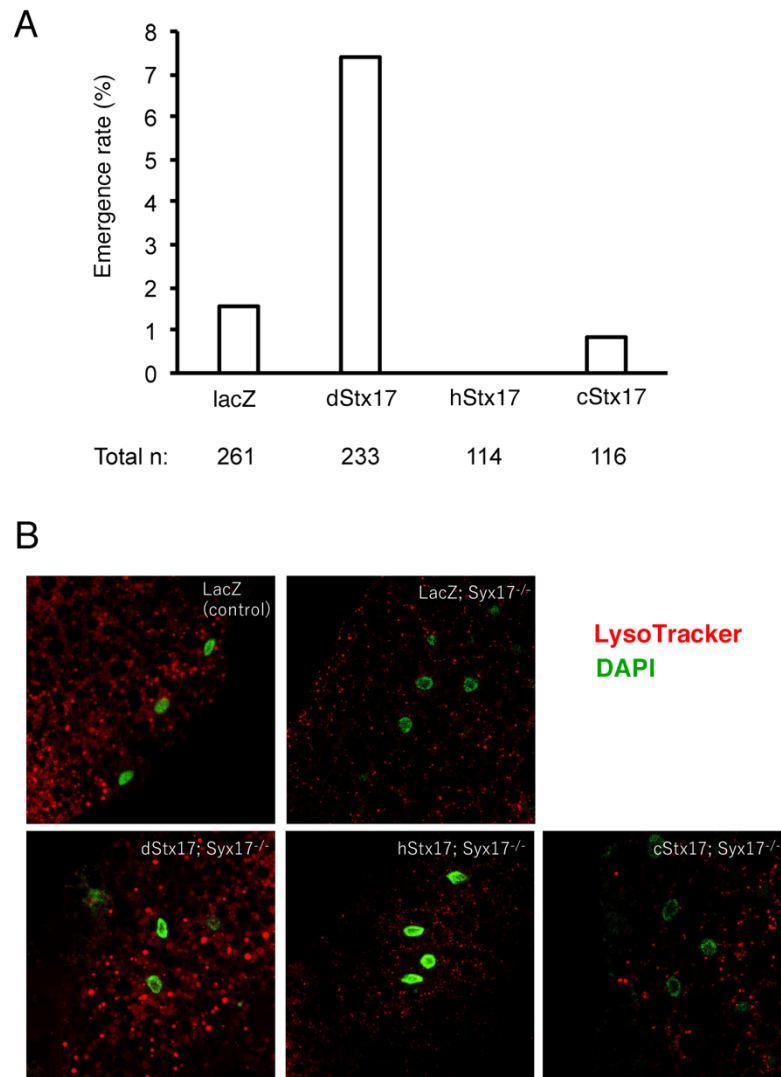 A
Emergence rate (%)
8
7
6
5
4
3
2
1
0
lacZ dStx17 hStx17 cStx17
Total n: 261 233 114 116
B
LacZ
(control)
LacZ; Syx17-/-
LysoTracker
DAPI
dStx17; Syx17-/-
hStx17; Syx17-/-
cStx17; Syx17-/-